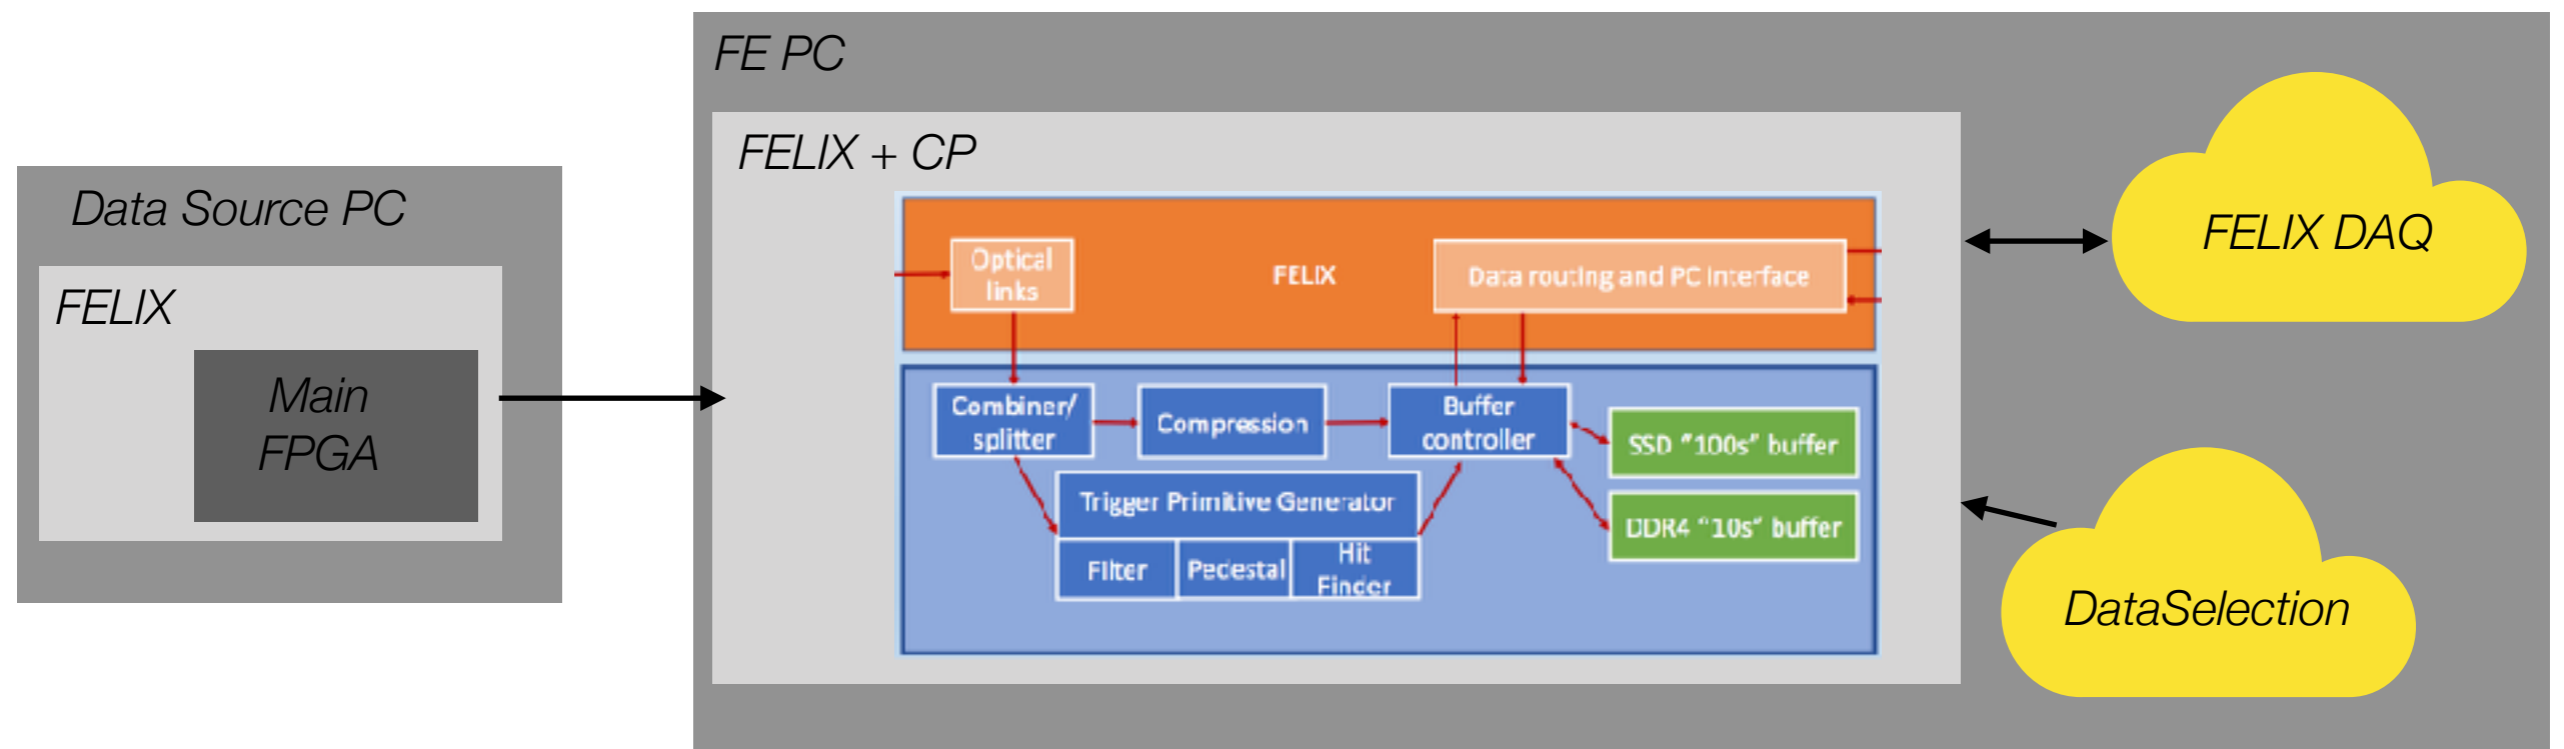 Data Source PC
FELIX
Main
FPGA
FE PC
FELIX + CP
Optical
links
FELIX
Data routing and PC Interface
Combiner/
splitter
Compression
Buffer
controller
SSD "100s" buffer
Trigger Primitive Generator
DDR4 "10s" buffer
Filter
Pedestal
Hit
Finder
FELIX DAQ
DataSelection